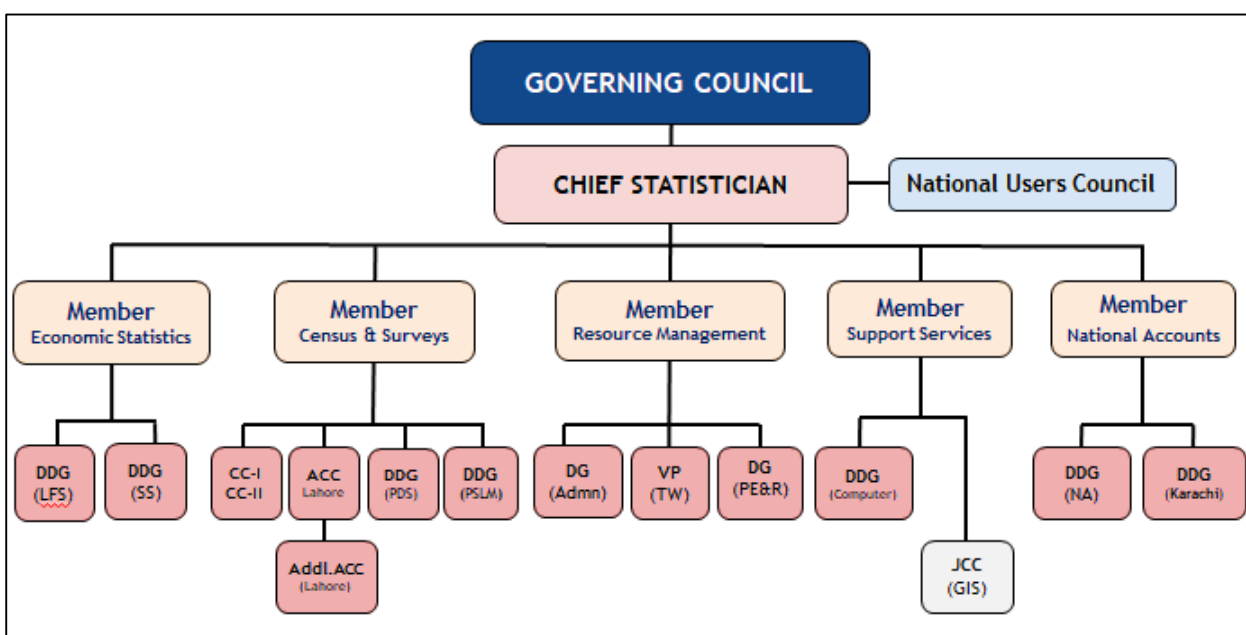 GOVERNING COUNCIL
CHIEF STATISTICIAN
National Users Council
Member
Economic Statistics
Member
Census & Surveys
Member
Resource Management
Member
Support Services
Member
National Accounts
DDG
(LFS)
DDG
(SS)
CC-I
CC-II
ACC
Lahore
DDG
(PDS)
DDG
(PSLM)
DG
(Admn)
VP
(TW)
DG
(PE&R)
DDG
(Computer)
DDG
(NA)
DDG
(Karachi)
Addl.ACC
(Lahore)
JCC
(GIS)